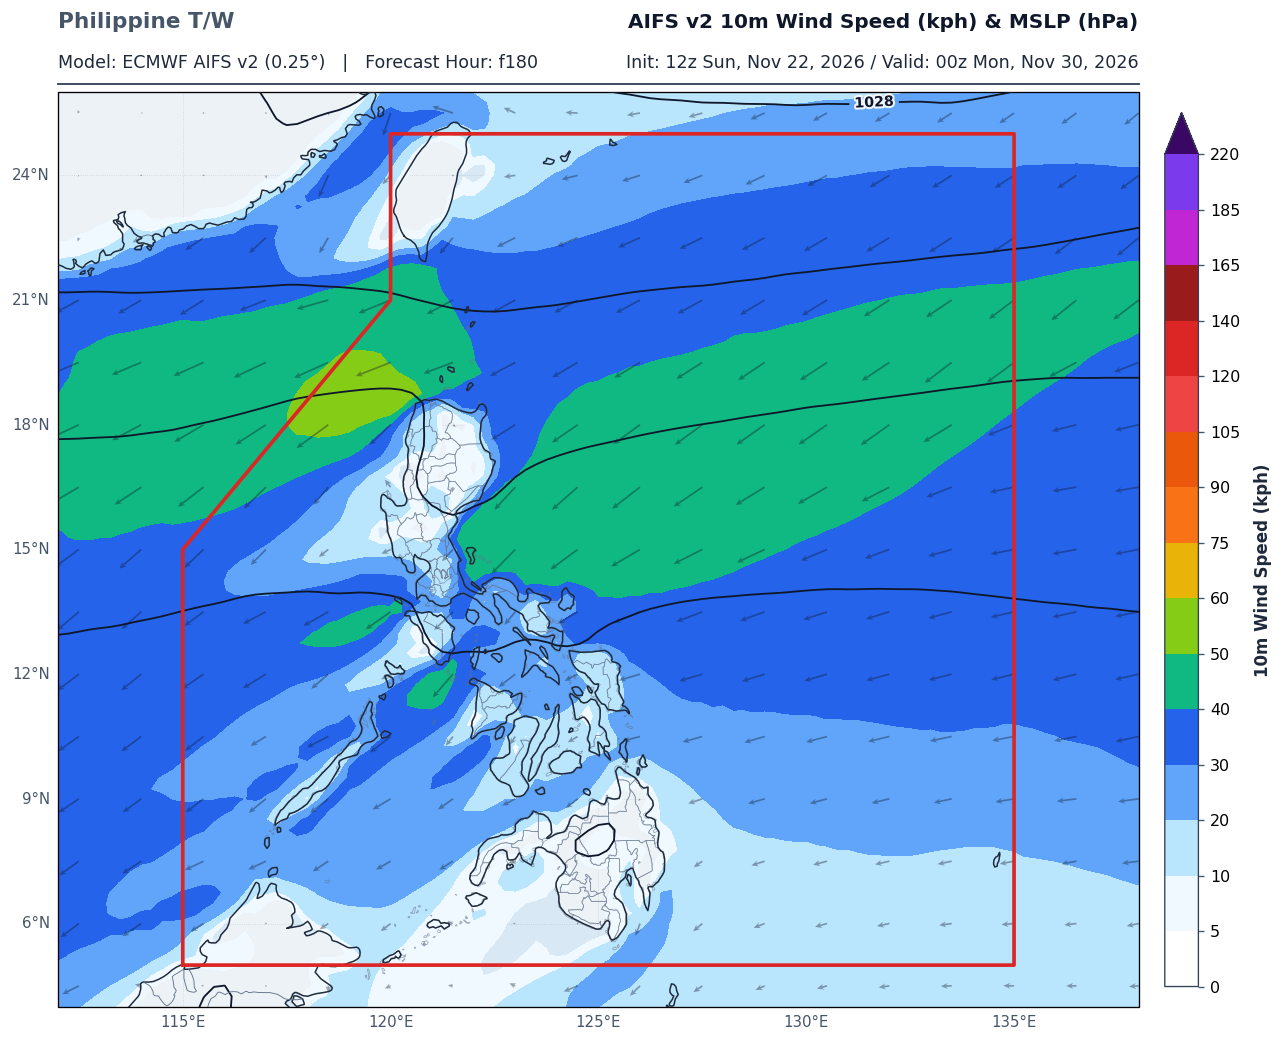 Philippine T/W
AIFS v2 10m Wind Speed (kph) & MSLP (hPa)
Model: ECMWF AIFS v2 (0.25°) | Forecast Hour: f180
Init: 12z Sun, Nov 22, 2026 / Valid: 00z Mon, Nov 30, 2026
1028
24°N
21°N
18°N
15°N
12°N
9°N
6°N
115°E
120°E
125°E
130°E
135°E
220
185
165
140
120
105
90
75
60
50
40
30
20
10
5
0
10m Wind Speed (kph)